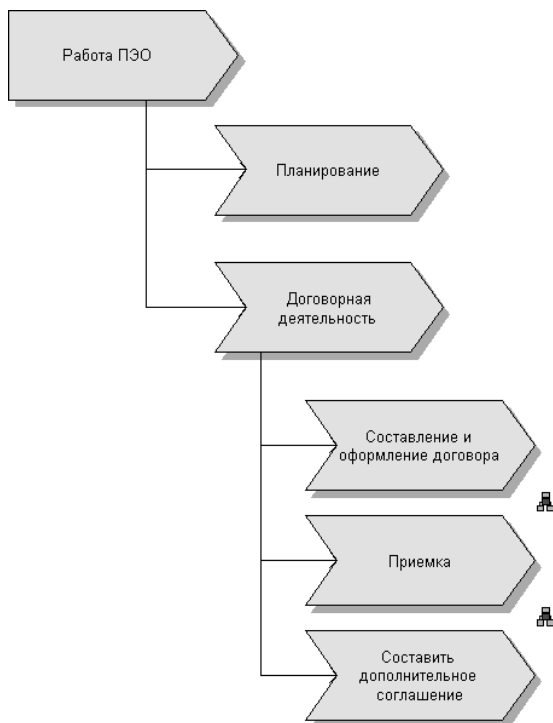 Работа ПЭО
Планирование
Договорная
деятельность
Составление и
оформление договора
Приемка
Составить
дополнительное
соглашение